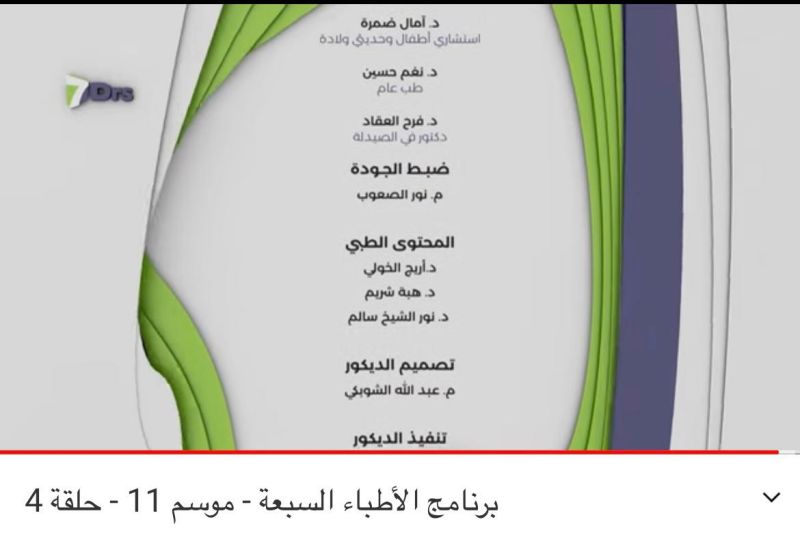 د. آمال ضمرة
استشاري أطفال وحديثي ولادة
7Drs
د. نغم حسين
طب عام
د. فرح العقاد
دكتور في الصيدلة
ضبط الجودة
م. نور الصعوب
المحتوى الطبي
د.أريج الخولي
د. هبة شريم
د. نور الشيخ سالم
تصميم الديكور
م. عبد الله الشوبكي
تنفيذ الديكور
برنامج الأطباء السبعة - موسم 11 - حلقة 4